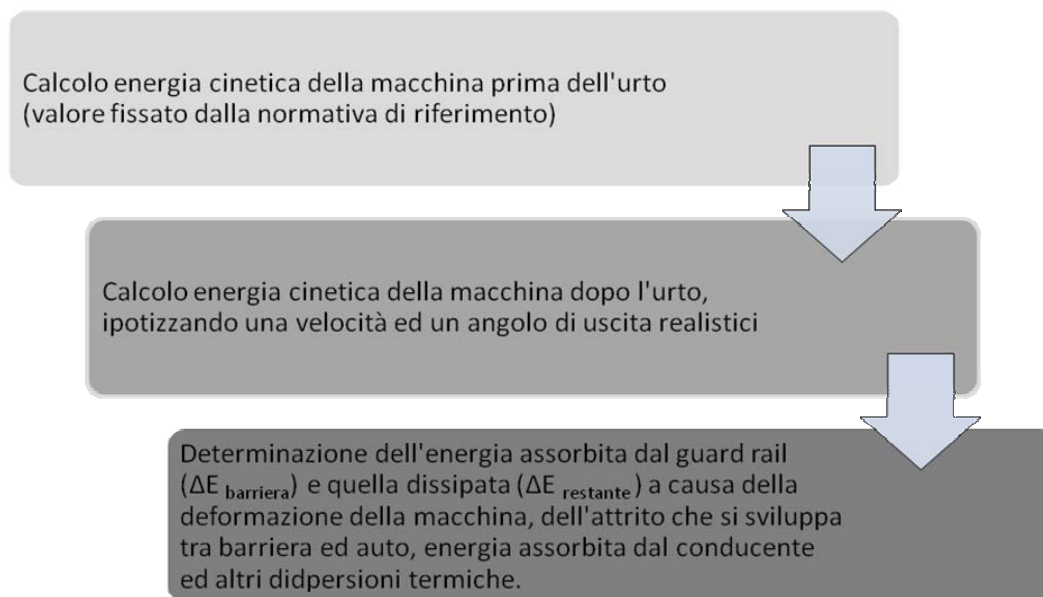 Calcolo energia cinetica della macchina prima dell'urto
(valore fissato dalla normativa di riferimento)
Calcolo energia cinetica della macchina dopo l'urto,
ipotizzando una velocità ed un angolo di uscita realistici
Determinazione dell'energia assorbita dal guard rail
(ΔE barriera) e quella dissipata (ΔE restante) a causa della
deformazione della macchina, dell'attrito che si sviluppa
tra barriera ed auto, energia assorbita dal conducente
ed altri didpersioni termiche.